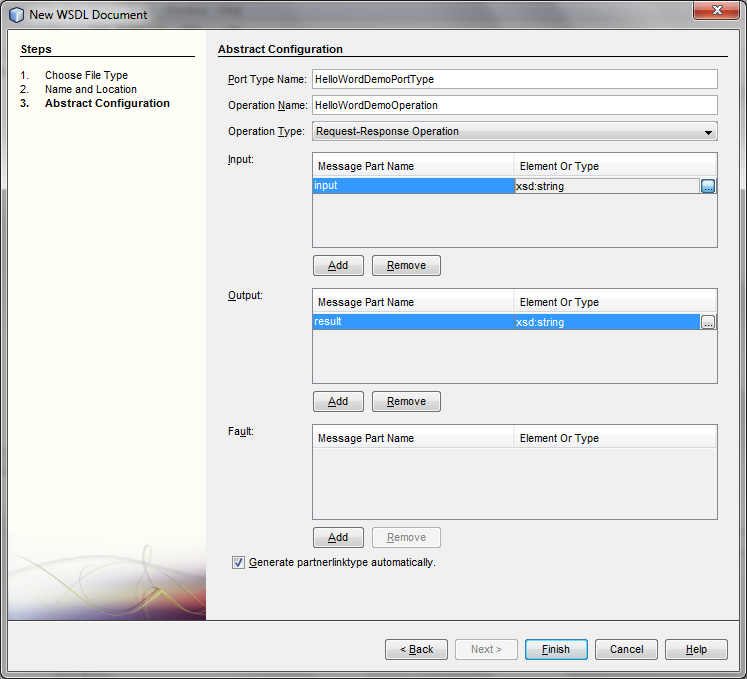 New WSDL Document
Steps
1. Choose File Type
2. Name and Location
3. Abstract Configuration
Abstract Configuration
Port Type Name: HelloWordDemoPortType
Operation Name: HelloWordDemoOperation
Operation Type: Request-Response Operation
Input:
Message Part Name Element Or Type
input xsd:string ...
Add Remove
Output:
Message Part Name Element Or Type
result xsd:string ...
Add Remove
Fault:
Message Part Name Element Or Type
Add Remove
Generate partnerlinktype automatically.
< Back Next > Finish Cancel Help